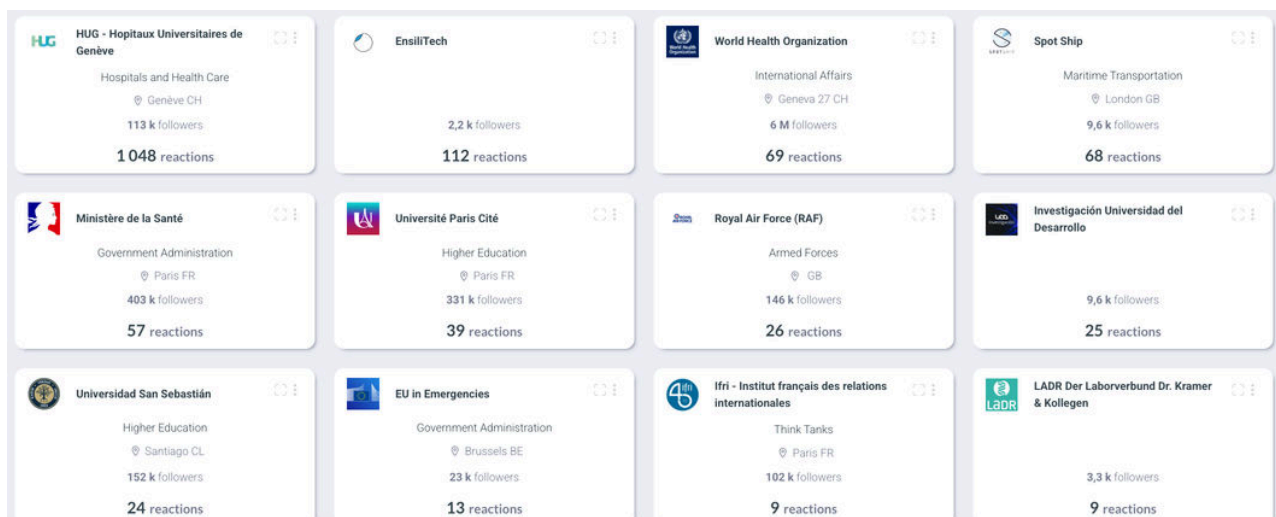 HUG
HUG - Hopitaux Universitaires de
Genève
Hospitals and Health Care
Genève CH
113 k followers
1 048 reactions
EnsiliTech
2,2 k followers
112 reactions
World Health
Organization
World Health Organization
International Affairs
Geneva 27 CH
6 M followers
69 reactions
SPOTSHIP
Spot Ship
Maritime Transportation
London GB
9,6 k followers
68 reactions
Ministère de la Santé
Government Administration
Paris FR
403 k followers
57 reactions
Université Paris Cité
Higher Education
Paris FR
331 k followers
39 reactions
Royal Air Force (RAF)
Armed Forces
GB
146 k followers
26 reactions
Investigación Universidad del
Desarrollo
9,6 k followers
25 reactions
Universidad San Sebastián
Higher Education
Santiago CL
152 k followers
24 reactions
EU in Emergencies
Government Administration
Brussels BE
23 k followers
13 reactions
ifri
Ifri - Institut français des relations
internationales
Think Tanks
Paris FR
102 k followers
9 reactions
LADR
LADR Der Laborverbund Dr. Kramer
& Kollegen
3,3 k followers
9 reactions